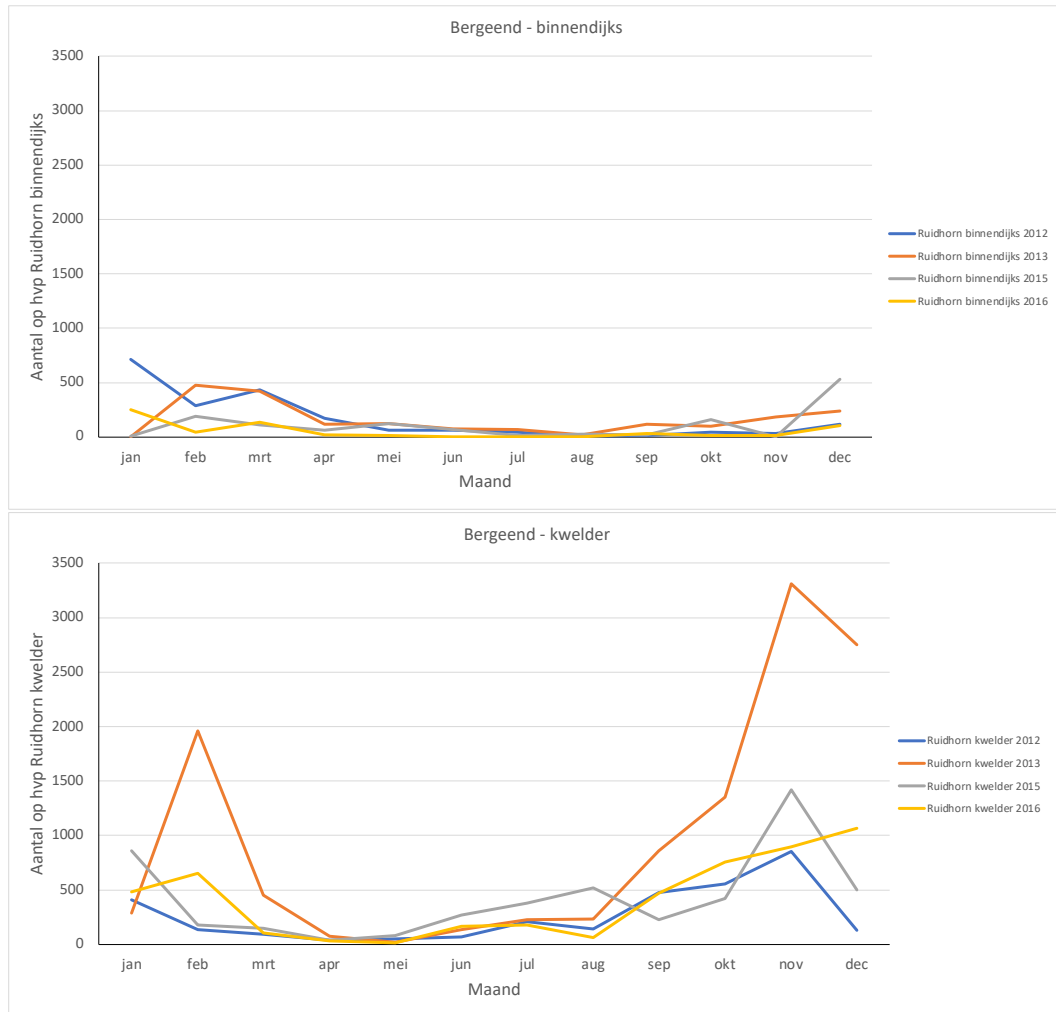 Bergeend - binnendijks
3500
3000
2500
2000
1500
1000
500
0
Aantal op hvp Ruidhorn binnendijks
jan feb mrt apr mei jun jul aug sep okt nov dec
Maand
Ruidhorn binnendijks 2012
Ruidhorn binnendijks 2013
Ruidhorn binnendijks 2015
Ruidhorn binnendijks 2016
Bergeend - kwelder
3500
3000
2500
2000
1500
1000
500
0
Aantal op hvp Ruidhorn kwelder
jan feb mrt apr mei jun jul aug sep okt nov dec
Maand
Ruidhorn kwelder 2012
Ruidhorn kwelder 2013
Ruidhorn kwelder 2015
Ruidhorn kwelder 2016